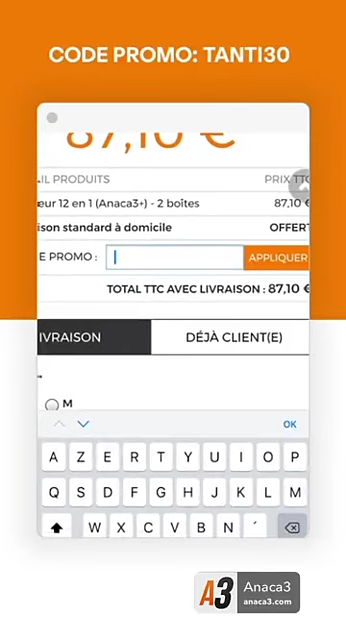 CODE PROMO: TANTI30
87,10 €
IL PRODUITS PRIX TTC
eur 12 en 1 (Anaca3+) - 2 boîtes 87,10 €
ison standard à domicile OFFERT
E PROMO : APPLIQUER
TOTAL TTC AVEC LIVRAISON : 87,10 €
IVRAISON DÉJÀ CLIENT(E)
M
OK
A Z E R T Y U I O P
Q S D F G H J K L M
W X C V B N ´
A3 Anaca3
anaca3.com